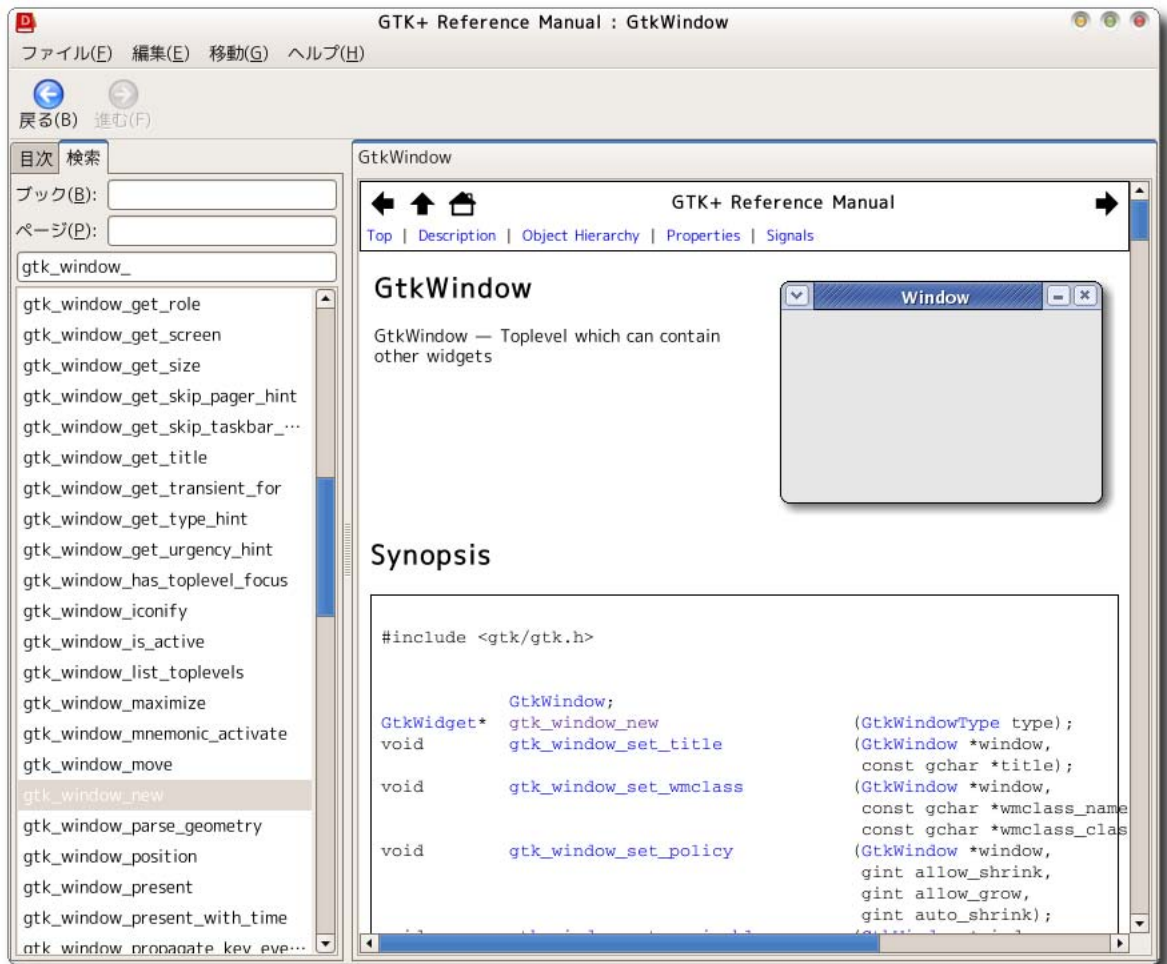 GTK+ Reference Manual : GtkWindow
ファイル(F) 編集(E) 移動(G) ヘルプ(H)
戻る(B) 進む(F)
目次 検索
ブック(B):
ページ(P):
gtk_window_
gtk_window_get_role
gtk_window_get_screen
gtk_window_get_size
gtk_window_get_skip_pager_hint
gtk_window_get_skip_taskbar_…
gtk_window_get_title
gtk_window_get_transient_for
gtk_window_get_type_hint
gtk_window_get_urgency_hint
gtk_window_has_toplevel_focus
gtk_window_iconify
gtk_window_is_active
gtk_window_list_toplevels
gtk_window_maximize
gtk_window_mnemonic_activate
gtk_window_move
gtk_window_new
gtk_window_parse_geometry
gtk_window_position
gtk_window_present
gtk_window_present_with_time
gtk_window_propagate_key_eve…
GtkWindow
GTK+ Reference Manual
Top | Description | Object Hierarchy | Properties | Signals
GtkWindow
GtkWindow — Toplevel which can contain
other widgets
Window
Synopsis
#include <gtk/gtk.h>
GtkWindow;
GtkWidget* gtk_window_new (GtkWindowType type);
void gtk_window_set_title (GtkWindow *window,
const gchar *title);
void gtk_window_set_wmclass (GtkWindow *window,
const gchar *wmclass_name
const gchar *wmclass_clas
void gtk_window_set_policy (GtkWindow *window,
gint allow_shrink,
gint allow_grow,
gint auto_shrink);